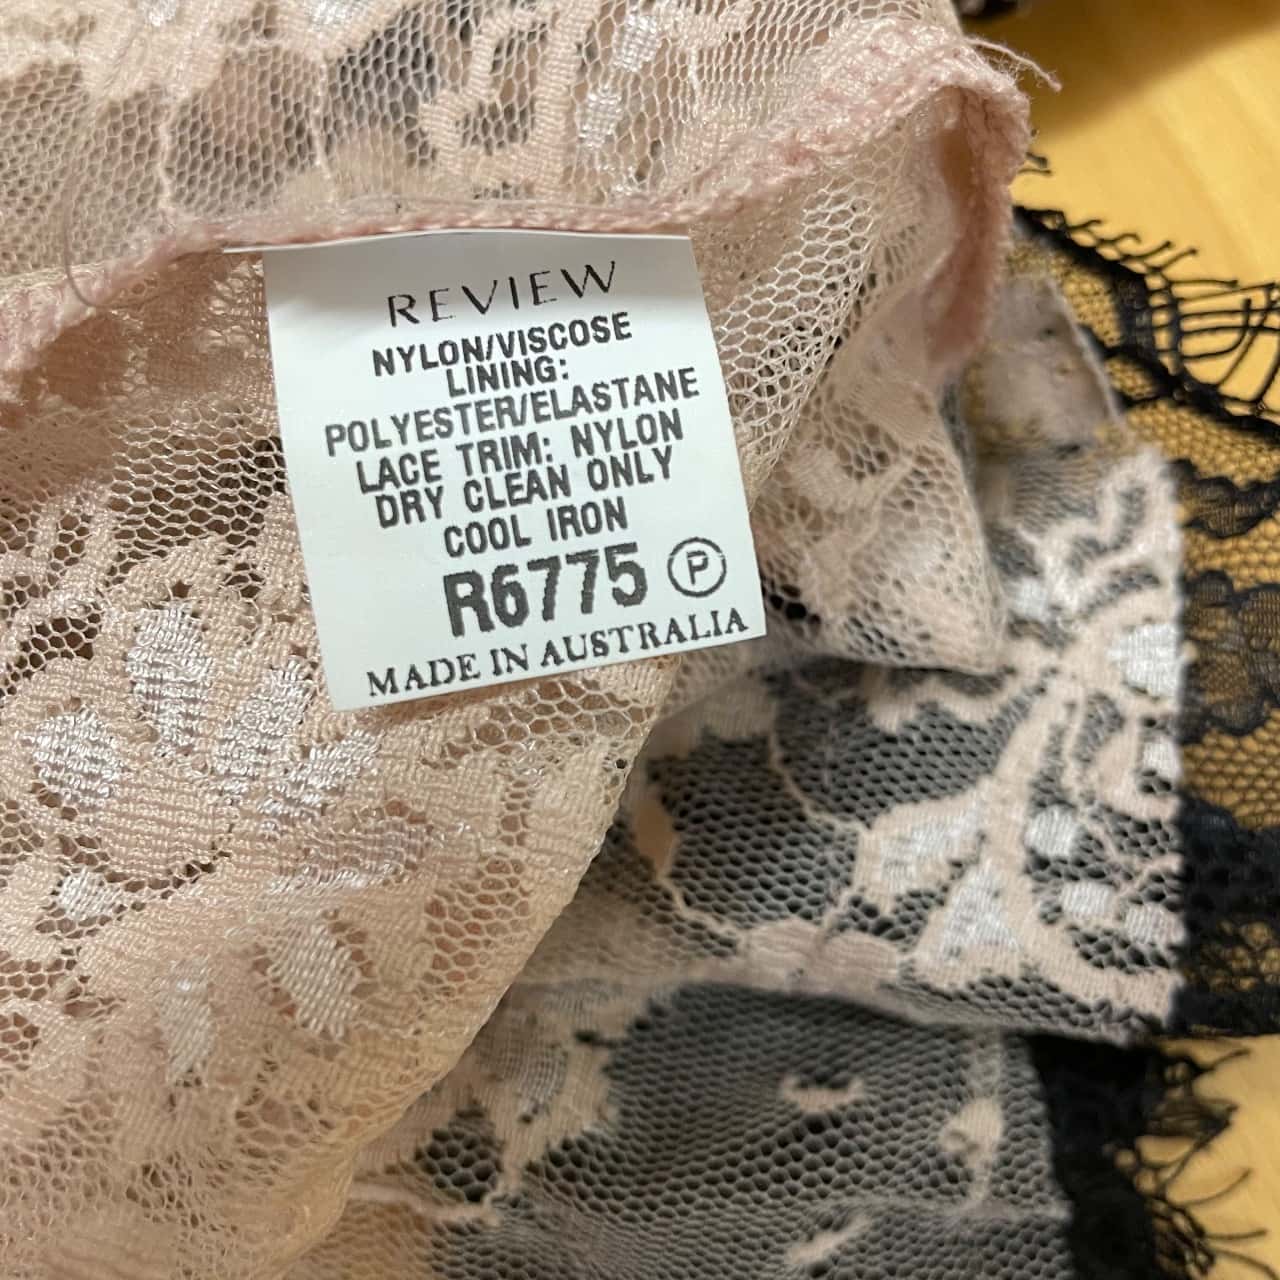 REVIEW
NYLON/VISCOSE
LINING:
POLYESTER/ELASTANE
LACE TRIM: NYLON
DRY CLEAN ONLY
COOL IRON
R6775 Ⓟ
MADE IN AUSTRALIA